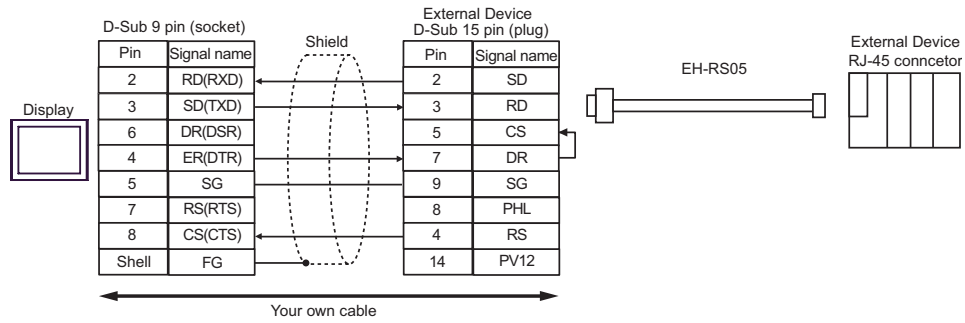 D-Sub 9 pin (socket)
Shield
External Device
D-Sub 15 pin (plug)
Pin Signal name
Pin Signal name
2 RD(RXD) 2 SD
3 SD(TXD) 3 RD
6 DR(DSR) 5 CS
4 ER(DTR) 7 DR
5 SG 9 SG
7 RS(RTS) 8 PHL
8 CS(CTS) 4 RS
Shell FG 14 PV12
Display
Your own cable
EH-RS05
External Device
RJ-45 conncetor